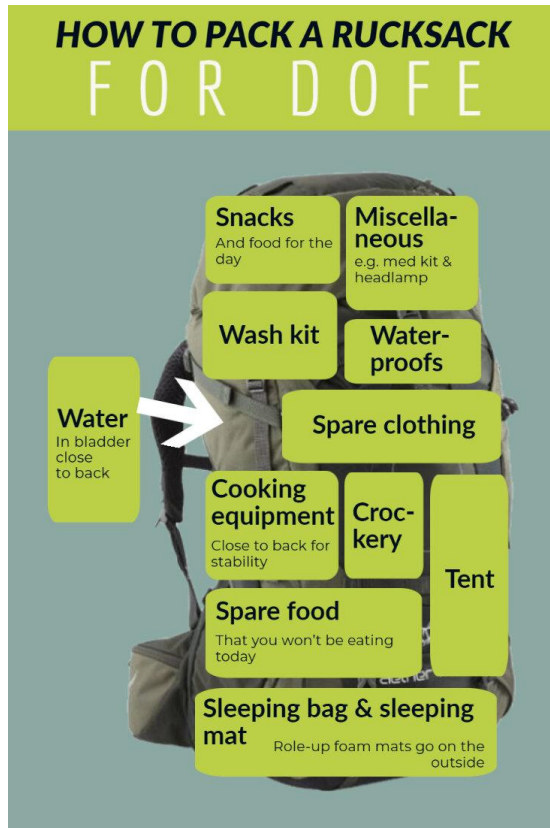 HOW TO PACK A RUCKSACK
FOR DOFE
Snacks
And food for the
day
Miscella-
neous
e.g. med kit &
headlamp
Wash kit
Water-
proofs
Water
In bladder
close
to back
Spare clothing
Cooking
equipment
Close to back for
stability
Croc-
kery
Tent
Spare food
That you won't be eating
today
Sleeping bag & sleeping
mat
Role-up foam mats go on the
outside